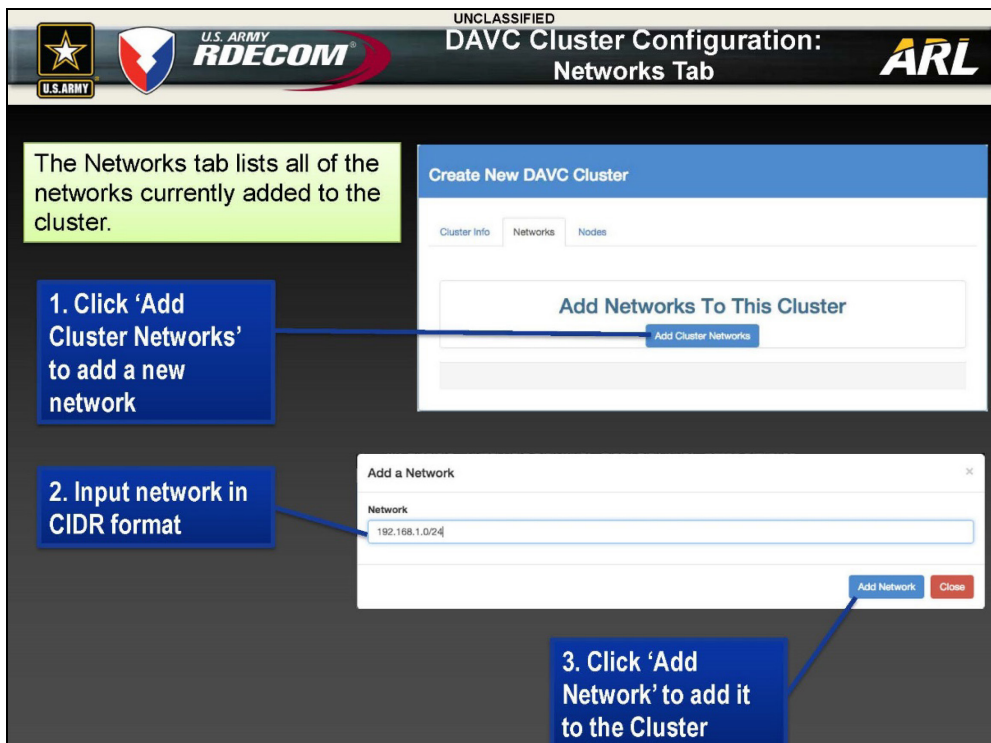 UNCLASSIFIED
U.S. ARMY
U.S. ARMY
RDECOM®
DAVC Cluster Configuration:
Networks Tab
ARL
The Networks tab lists all of the
networks currently added to the
cluster.
Create New DAVC Cluster
Cluster Info Networks Nodes
Add Networks To This Cluster
Add Cluster Networks
1. Click ‘Add
Cluster Networks’
to add a new
network
2. Input network in
CIDR format
Add a Network ×
Network
192.168.1.0/24
Add Network Close
3. Click ‘Add
Network’ to add it
to the Cluster